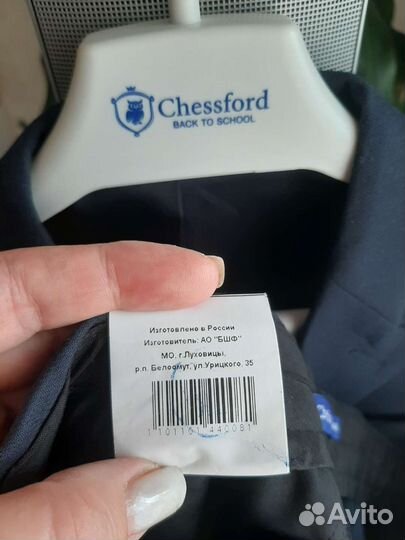 Chessford
BACK TO SCHOOL
Изготовлено в России
Изготовитель: АО "БШФ"
МО, г.Луховицы,
р.п. Белоомут, ул.Урицкого, 35
Avito